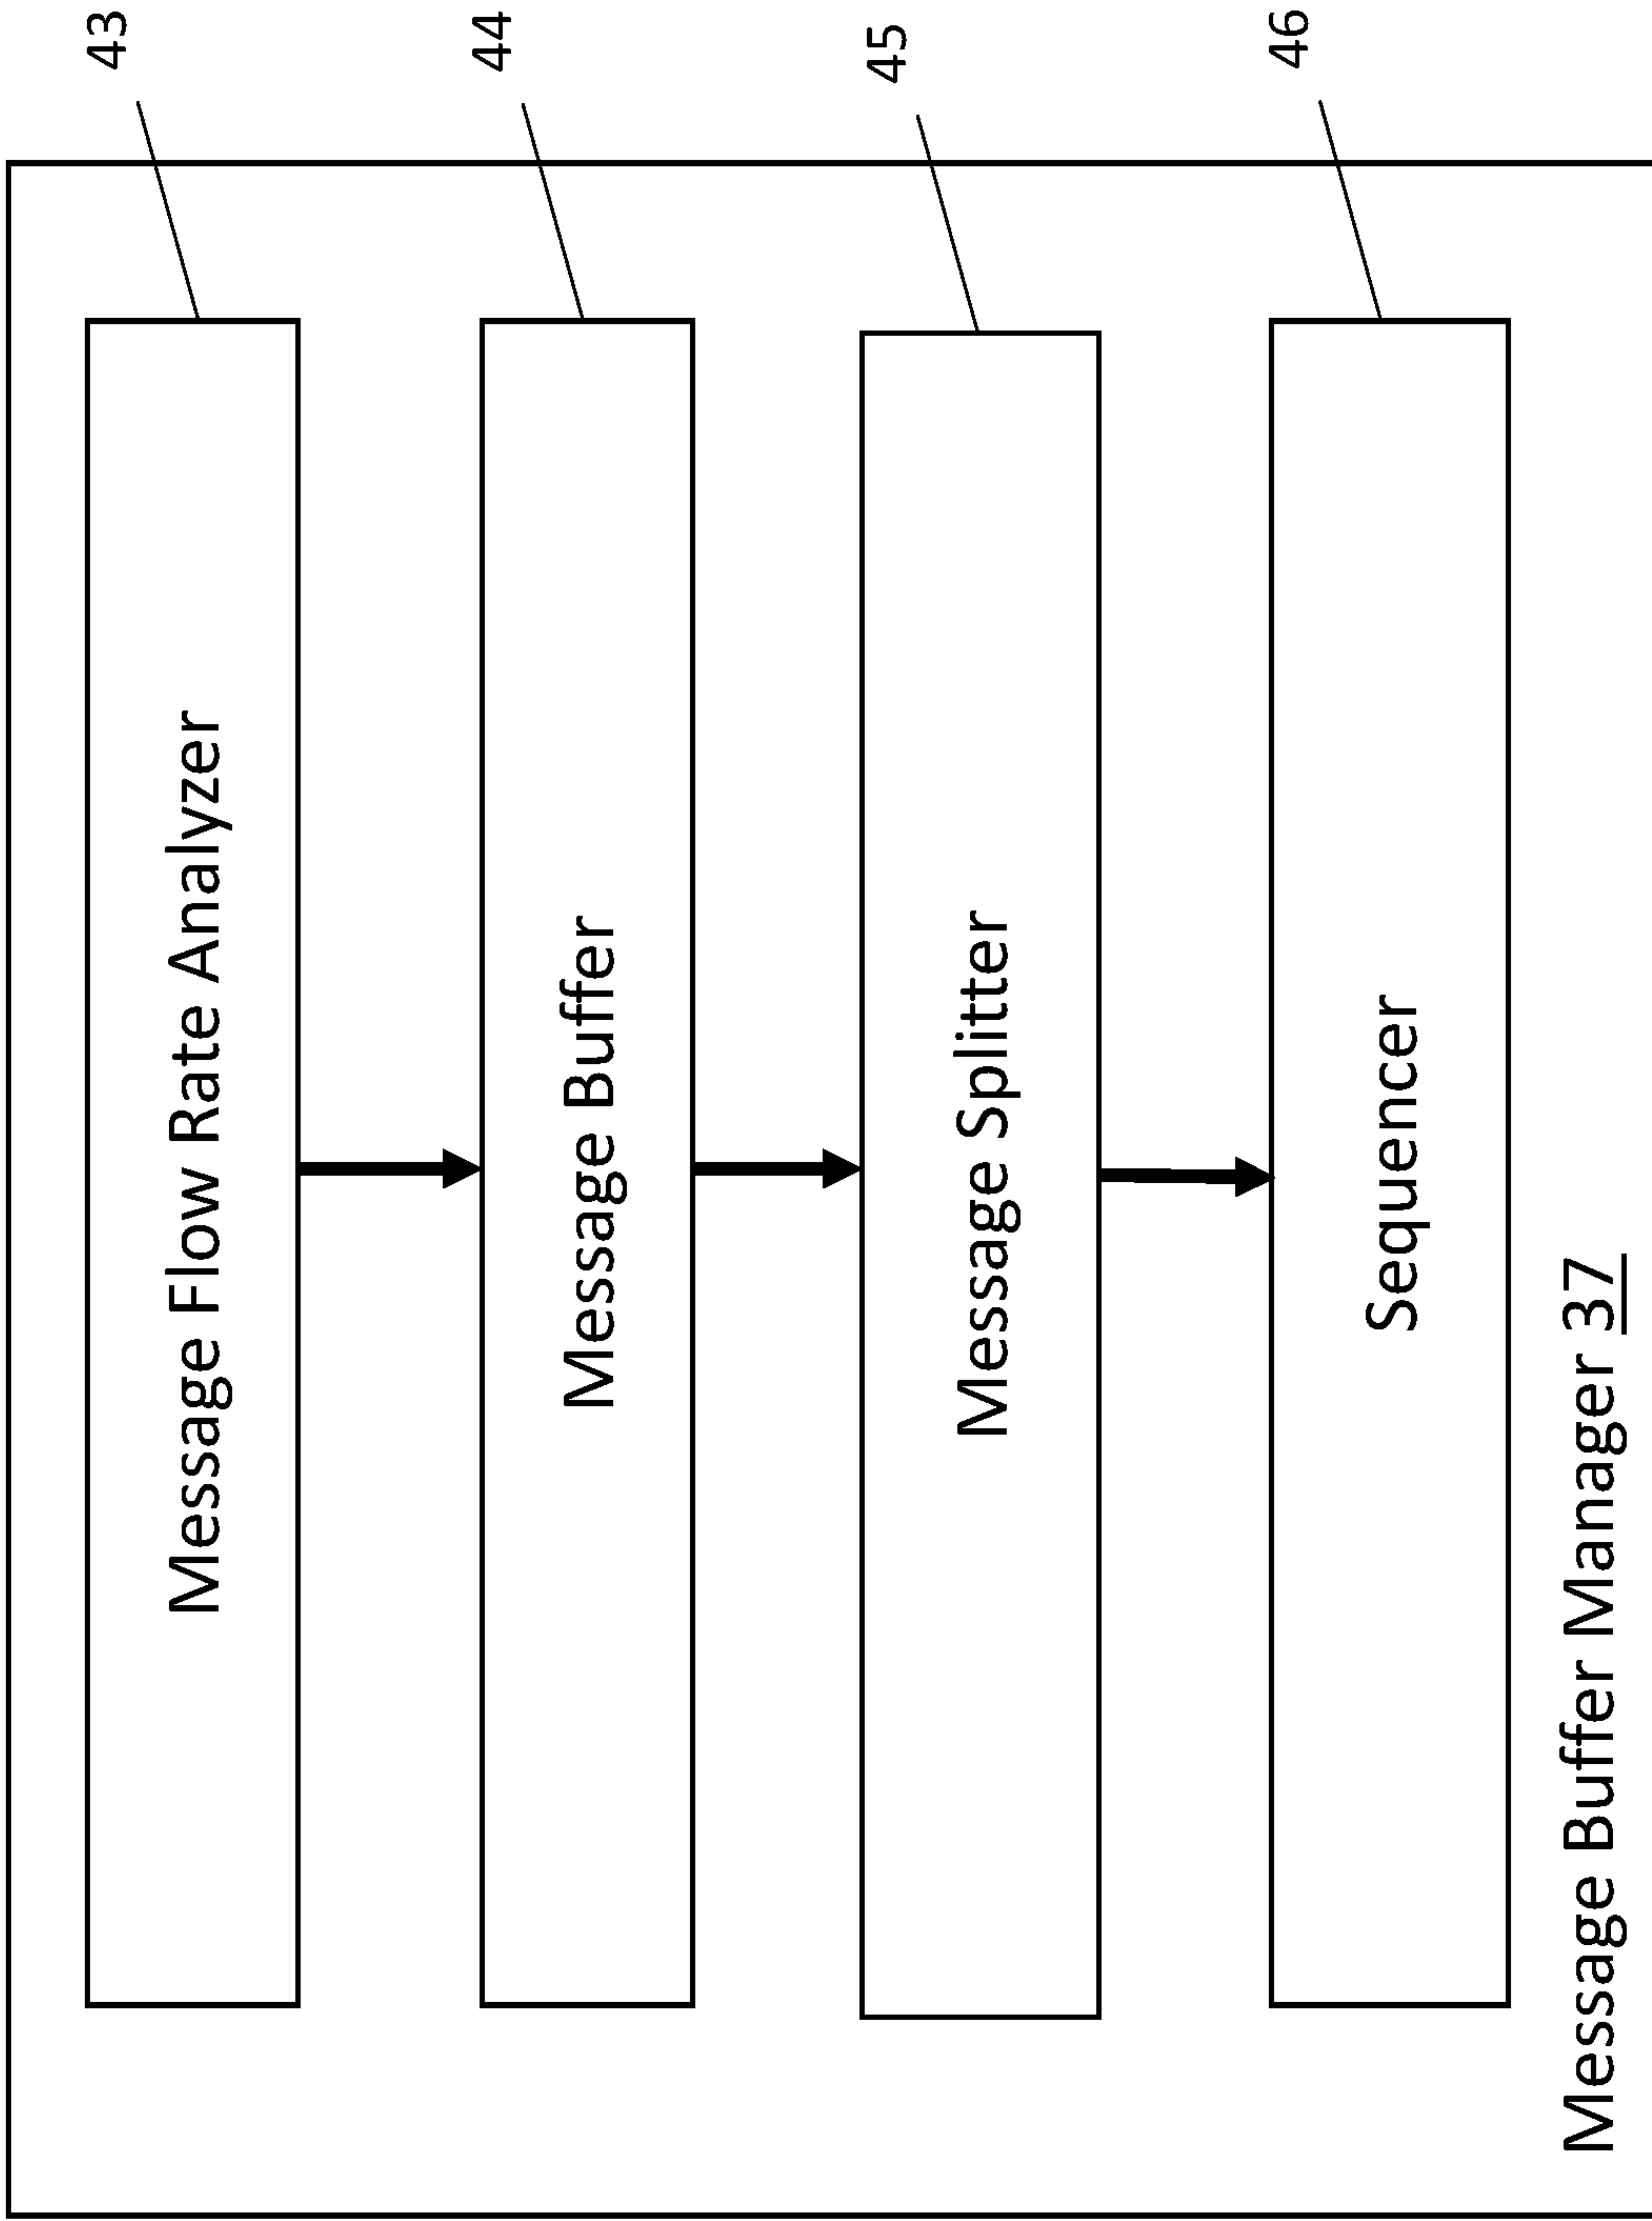 43
Message Flow Rate Analyzer
44
Message Buffer
45
Message Splitter
46
Sequencer
Message Buffer Manager 37